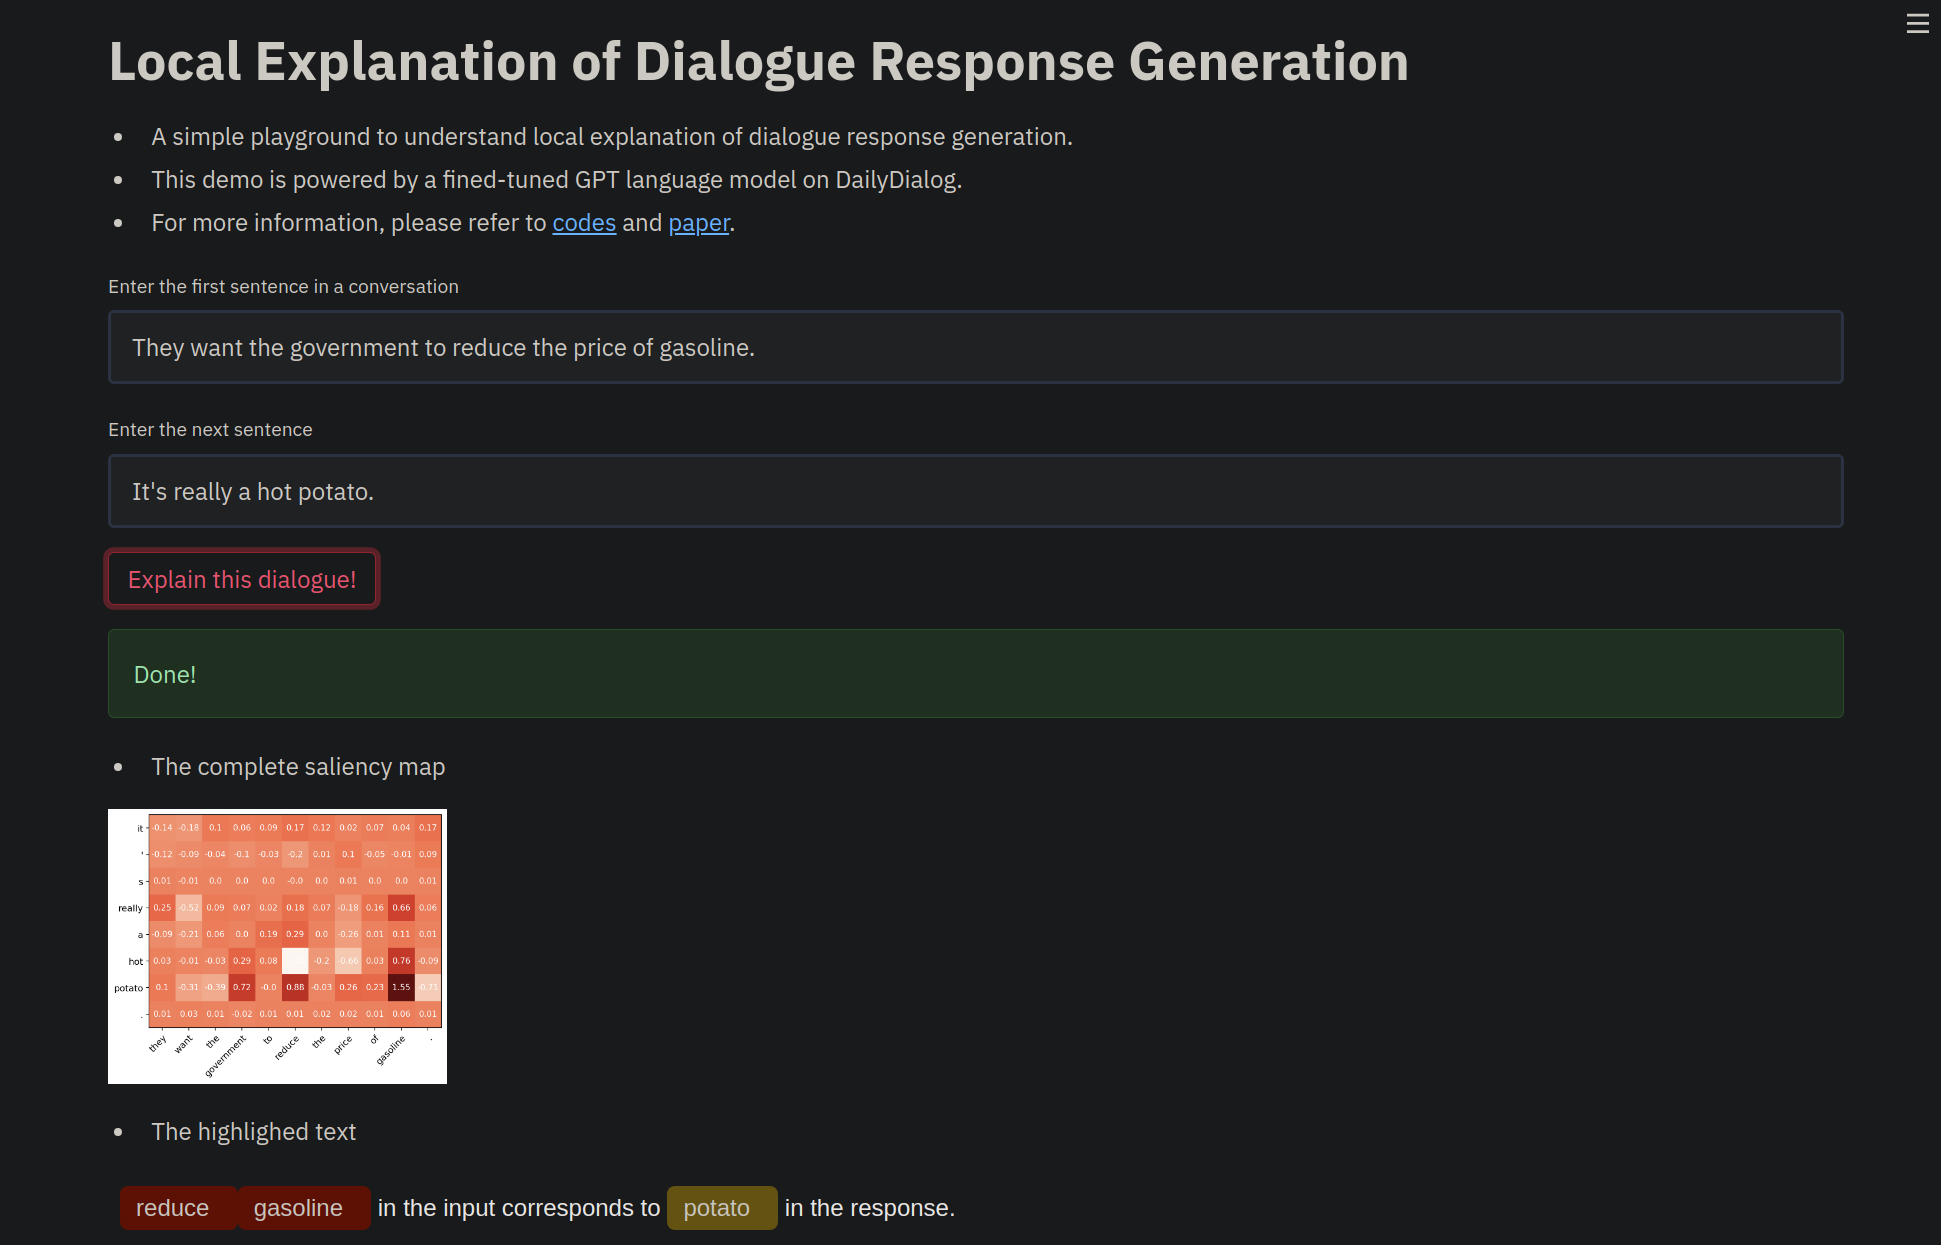 Local Explanation of Dialogue Response Generation
A simple playground to understand local explanation of dialogue response generation.
This demo is powered by a fined-tuned GPT language model on DailyDialog.
For more information, please refer to codes and paper.
Enter the first sentence in a conversation
They want the government to reduce the price of gasoline.
Enter the next sentence
It's really a hot potato.
Explain this dialogue!
Done!
The complete saliency map
it -0.14 -0.18 0.1 0.06 0.09 0.17 0.12 0.02 0.07 0.04 0.17
' -0.12 -0.09 -0.04 -0.1 -0.03 -0.2 0.01 0.1 -0.05 -0.01 0.09
s 0.01 -0.01 0.0 0.0 0.0 -0.0 0.0 0.01 0.0 0.0 0.01
really 0.25 -0.52 0.09 0.07 0.02 0.18 0.07 -0.18 0.16 0.66 0.06
a -0.09 -0.21 0.06 0.0 0.19 0.29 0.0 -0.26 0.01 0.11 0.01
hot 0.03 -0.01 -0.03 0.29 0.08 -0.2 -0.66 0.03 0.76 -0.09
potato 0.1 -0.31 -0.39 0.72 -0.0 0.88 -0.03 0.26 0.23 1.55 -0.71
. 0.01 0.03 0.01 -0.02 0.01 0.01 0.02 0.02 0.01 0.06 0.01
they want the government to reduce the price of gasoline .
The highlighed text
reduce gasoline in the input corresponds to potato in the response.